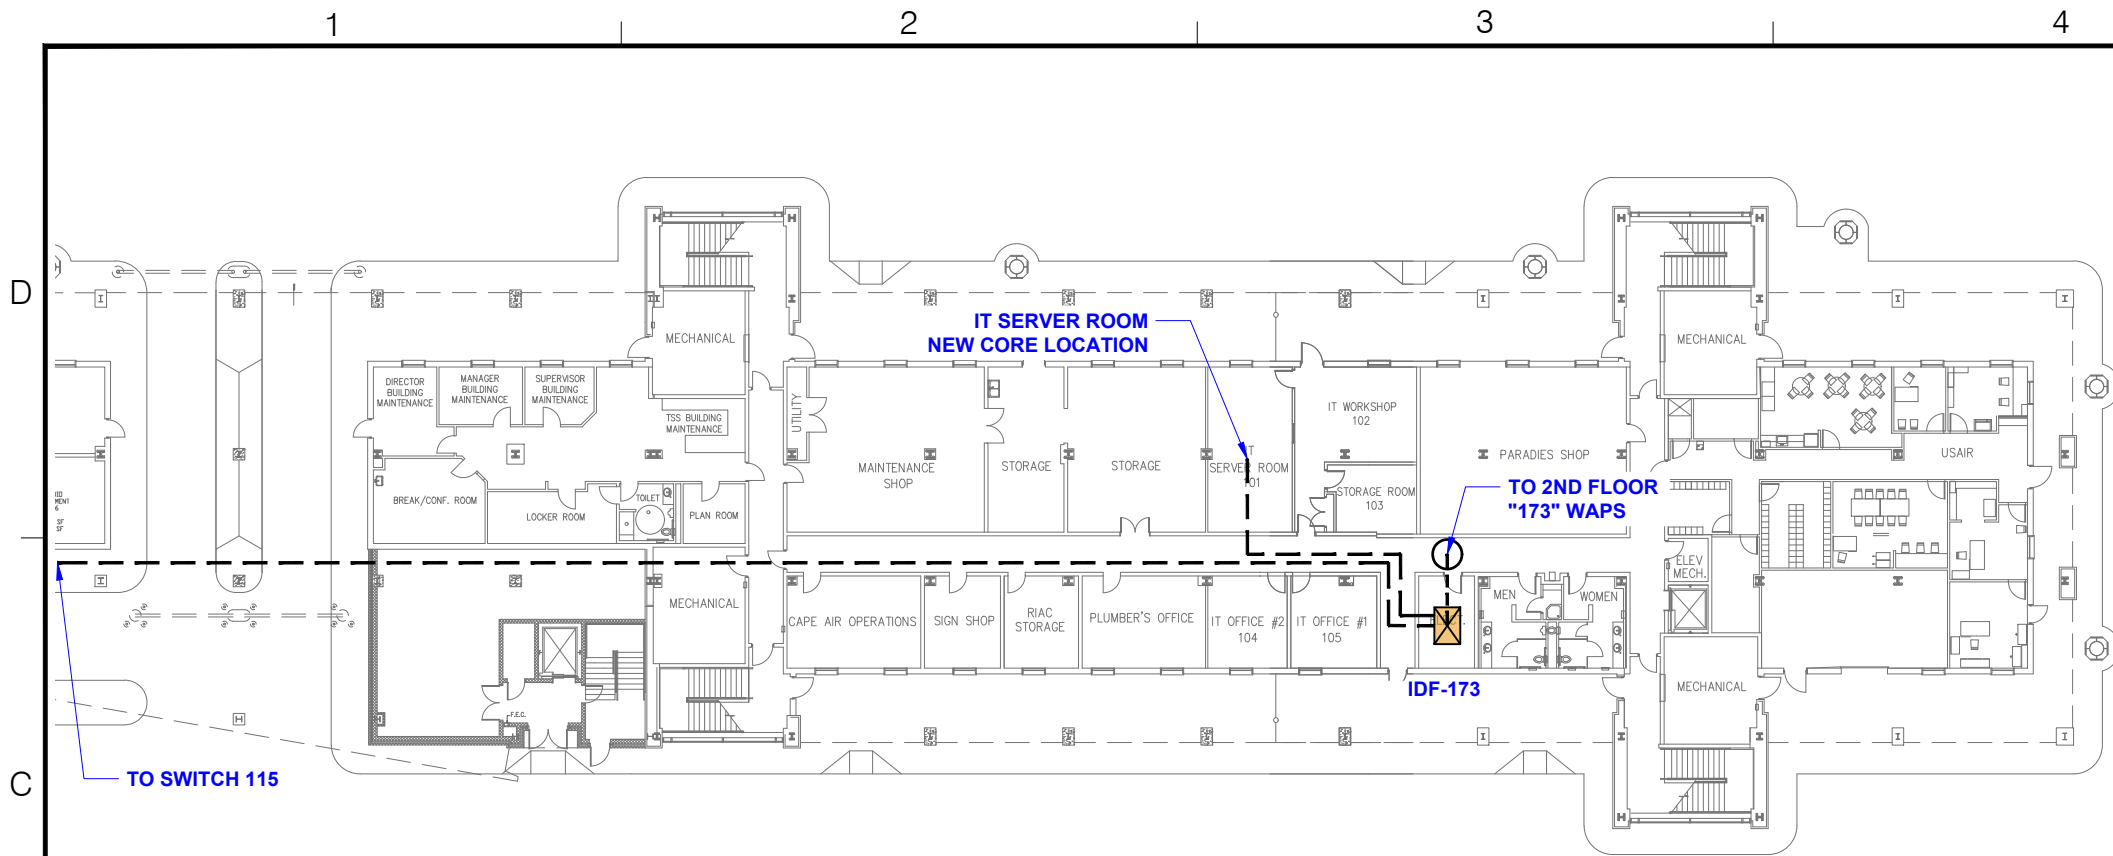 1
2
3
4
D
C
IT SERVER ROOM
NEW CORE LOCATION
MECHANICAL
MECHANICAL
DIRECTOR
BUILDING
MAINTENANCE
MANAGER
BUILDING
MAINTENANCE
SUPERVISOR
BUILDING
MAINTENANCE
TSS BUILDING
MAINTENANCE
UTILITY
MAINTENANCE
SHOP
STORAGE
STORAGE
IT
SERVER ROOM
101
IT WORKSHOP
102
STORAGE ROOM
103
PARADIES SHOP
USAIR
TO 2ND FLOOR
"173" WAPS
BREAK/CONF. ROOM
LOCKER ROOM
TOILET
PLAN ROOM
SF
SF
MECHANICAL
CAPE AIR OPERATIONS
SIGN SHOP
RIAC
STORAGE
PLUMBER'S OFFICE
IT OFFICE #2
104
IT OFFICE #1
105
MEN
WOMEN
ELEV
MECH.
MECHANICAL
IDF-173
F.E.C.
TO SWITCH 115